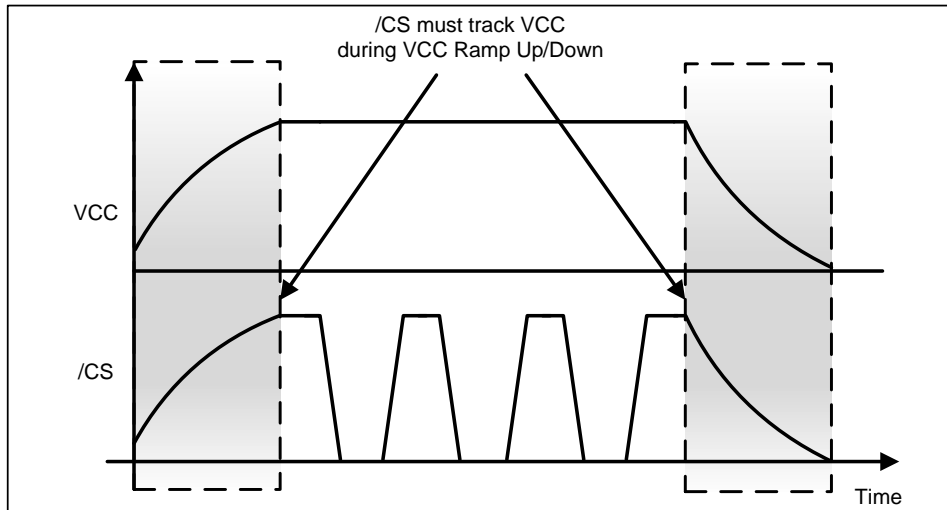 /CS must track VCC
during VCC Ramp Up/Down
VCC
/CS
Time